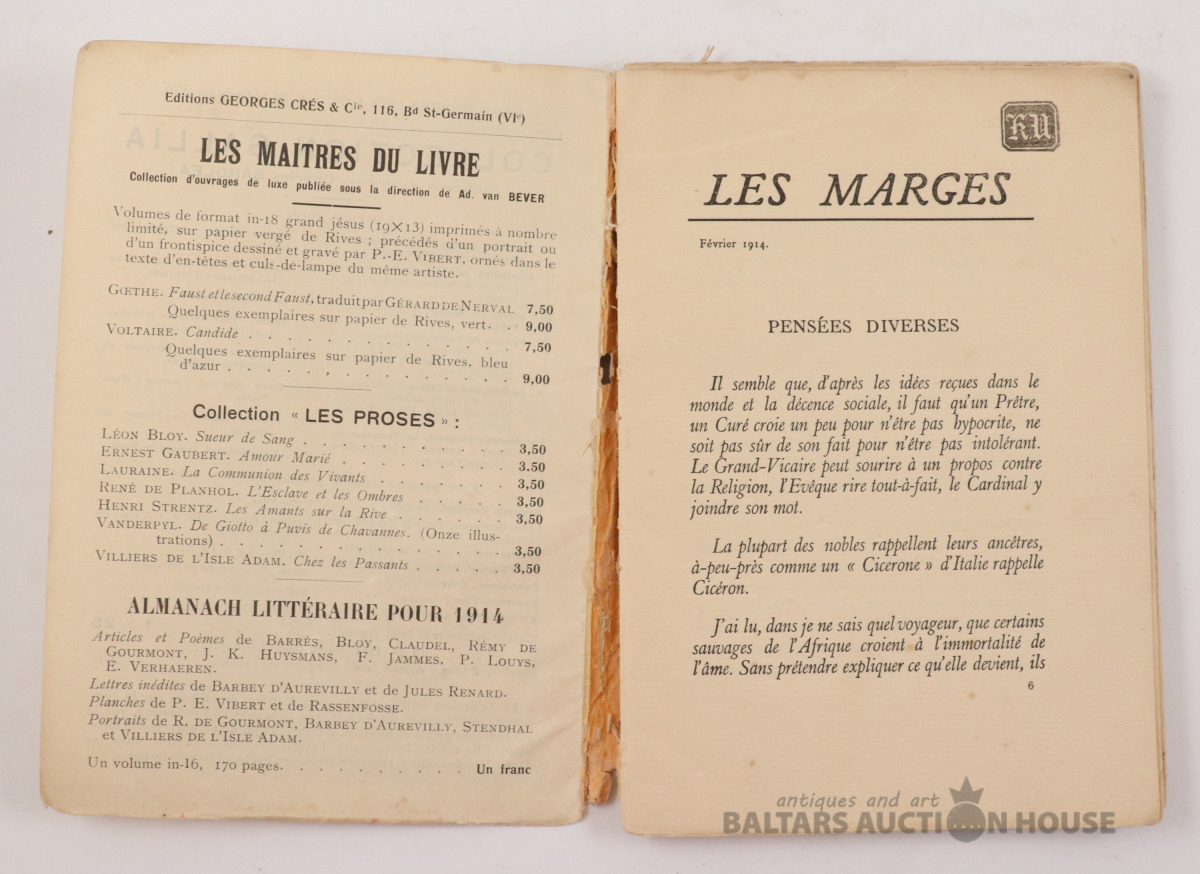 Editions GEORGES CRÉS & Cie, 116, Bd St-Germain (VIe)
LES MAITRES DU LIVRE
Collection d'ouvrages de luxe publiée sous la direction de Ad. van BEVER
Volumes de format in-18 grand jésus (19X13) imprimés à nombre
limité, sur papier vergé de Rives ; précédés d'un portrait ou
d'un frontispice dessiné et gravé par P.-E. VIBERT, ornés dans le
texte d'en-têtes et culs-de-lampe du même artiste.
GŒTHE. Faust et le second Faust, traduit par GÉRARD DE NERVAL 7,50
Quelques exemplaires sur papier de Rives, vert. . 9,00
VOLTAIRE. Candide . . . . . . . . . . . . . 7,50
Quelques exemplaires sur papier de Rives, bleu
d'azur . . . . . . . . . . . . . . . 9,00
Collection « LES PROSES » :
LÉON BLOY. Sueur de Sang . . . . . . . . . . 3,50
ERNEST GAUBERT. Amour Marié . . . . . . . . 3.50
LAURAINE. La Communion des Vivants . . . . . . 3,50
RENÉ DE PLANHOL. L'Esclave et les Ombres . . . . 3,50
HENRI STRENTZ. Les Amants sur la Rive . . . . . 3,50
VANDERPYL. De Giotto à Puvis de Chavannes. (Onze illus-
trations) . . . . . . . . . . . . . . 3,50
VILLIERS DE L'ISLE ADAM. Chez les Passants . . . . . 3,50
ALMANACH LITTÉRAIRE POUR 1914
Articles et Poèmes de BARRÈS, BLOY, CLAUDEL, RÉMY DE
GOURMONT, J. K. HUYSMANS, F. JAMMES, P. LOUYS,
E. VERHAEREN.
Lettres inédites de BARBEY D'AUREVILLY et de JULES RENARD.
Planches de P. E. VIBERT et de RASSENFOSSE.
Portraits de R. DE GOURMONT, BARBEY D'AUREVILLY, STENDHAL
et VILLIERS DE L'ISLE ADAM.
Un volume in-16, 170 pages. . . . . . . . . . Un franc
LES MARGES
Février 1914.
PENSÉES DIVERSES
Il semble que, d'après les idées reçues dans le
monde et la décence sociale, il faut qu'un Prêtre,
un Curé croie un peu pour n'être pas hypocrite, ne
soit pas sûr de son fait pour n'être pas intolérant.
Le Grand-Vicaire peut sourire à un propos contre
la Religion, l'Evêque rire tout-à-fait, le Cardinal y
joindre son mot.
La plupart des nobles rappellent leurs ancêtres,
à-peu-près comme un « Cicerone » d'Italie rappelle
Cicéron.
J'ai lu, dans je ne sais quel voyageur, que certains
sauvages de l'Afrique croient à l'immortalité de
l'âme. Sans prétendre expliquer ce qu'elle devient, ils
6
antiques and art
BALTARS AUCTION HOUSE